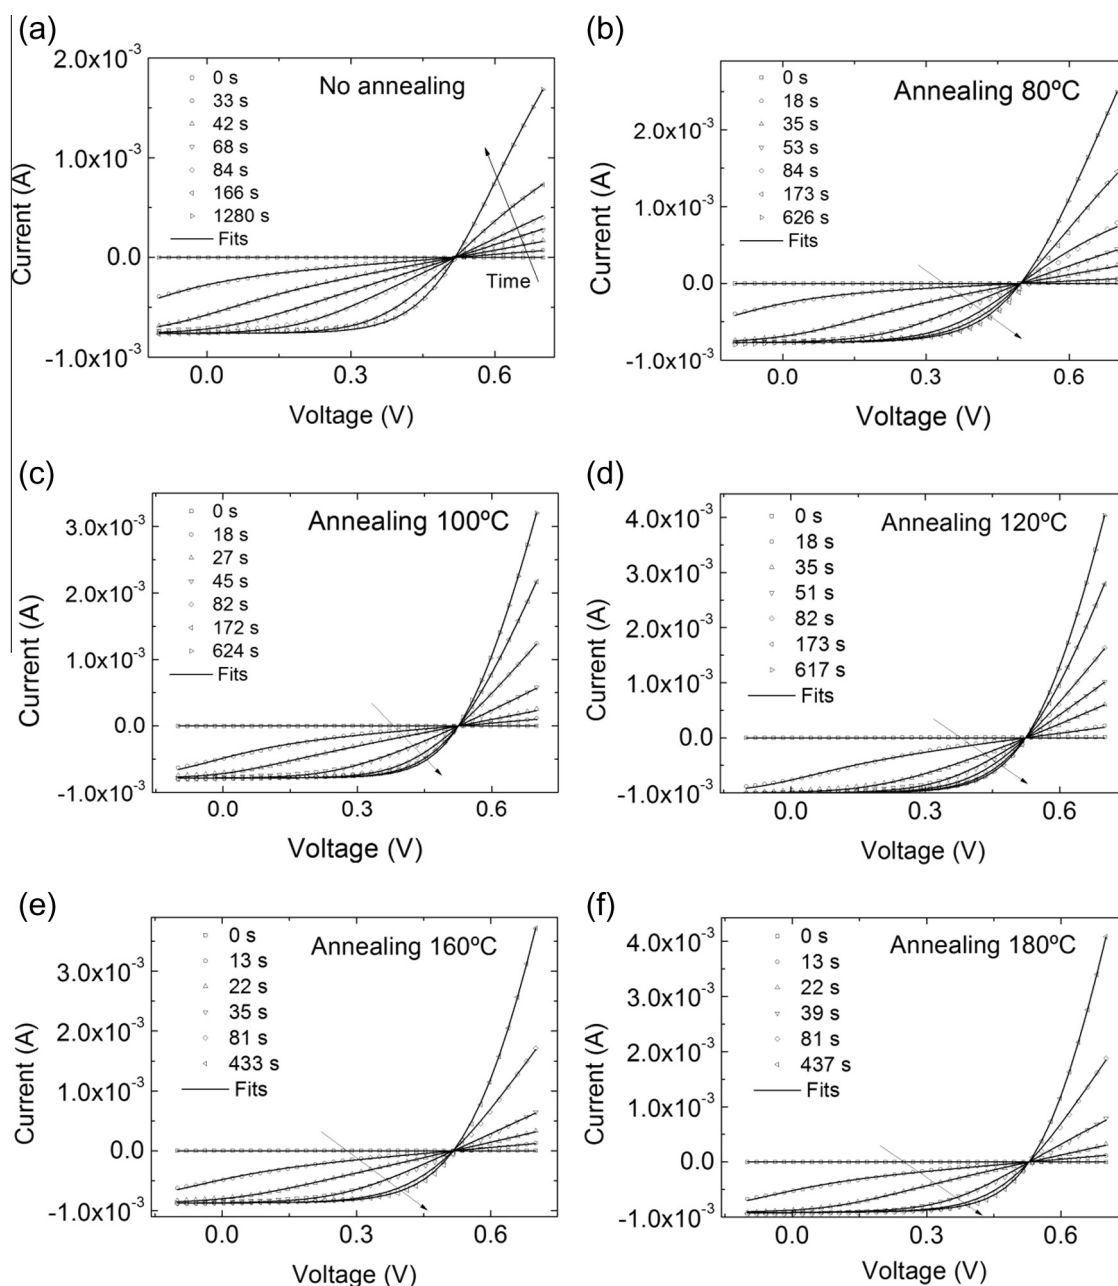 (a)
No annealing
0 s
33 s
42 s
68 s
84 s
166 s
1280 s
Fits
Time
2.0x10⁻³
1.0x10⁻³
0.0
-1.0x10⁻³
0.0 0.3 0.6
Current (A)
Voltage (V)
(b)
Annealing 80ºC
0 s
18 s
35 s
53 s
84 s
173 s
626 s
Fits
2.0x10⁻³
1.0x10⁻³
0.0
-1.0x10⁻³
0.0 0.3 0.6
Current (A)
Voltage (V)
(c)
Annealing 100ºC
0 s
18 s
27 s
45 s
82 s
172 s
624 s
Fits
3.0x10⁻³
2.0x10⁻³
1.0x10⁻³
0.0
-1.0x10⁻³
0.0 0.3 0.6
Current (A)
Voltage (V)
(d)
Annealing 120ºC
0 s
18 s
35 s
51 s
82 s
173 s
617 s
Fits
4.0x10⁻³
3.0x10⁻³
2.0x10⁻³
1.0x10⁻³
0.0
-1.0x10⁻³
0.0 0.3 0.6
Current (A)
Voltage (V)
(e)
Annealing 160ºC
0 s
13 s
22 s
35 s
81 s
433 s
Fits
3.0x10⁻³
2.0x10⁻³
1.0x10⁻³
0.0
-1.0x10⁻³
0.0 0.3 0.6
Current (A)
Voltage (V)
(f)
Annealing 180ºC
0 s
13 s
22 s
39 s
81 s
437 s
Fits
4.0x10⁻³
3.0x10⁻³
2.0x10⁻³
1.0x10⁻³
0.0
-1.0x10⁻³
0.0 0.3 0.6
Current (A)
Voltage (V)